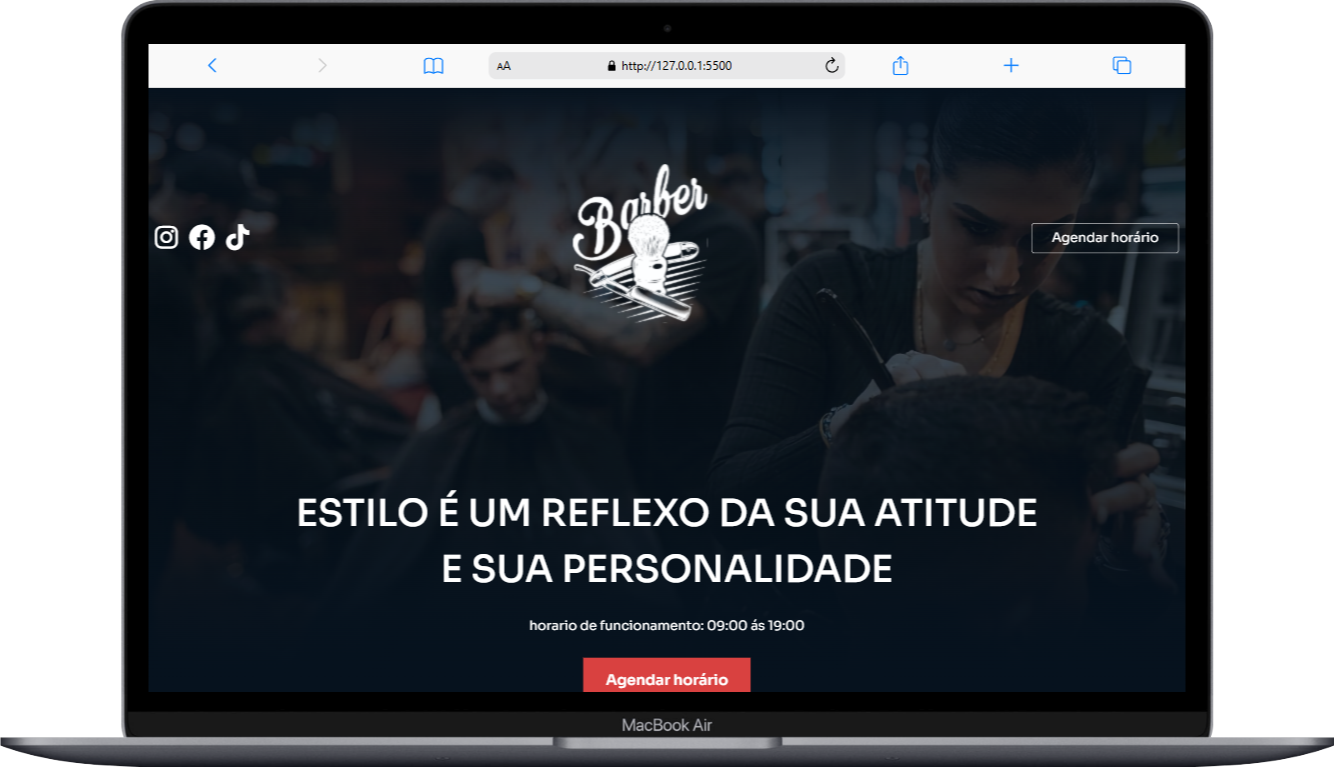 AA
http://127.0.0.1:5500
Barber
Agendar horário
ESTILO É UM REFLEXO DA SUA ATITUDE
E SUA PERSONALIDADE
horario de funcionamento: 09:00 ás 19:00
Agendar horário
MacBook Air